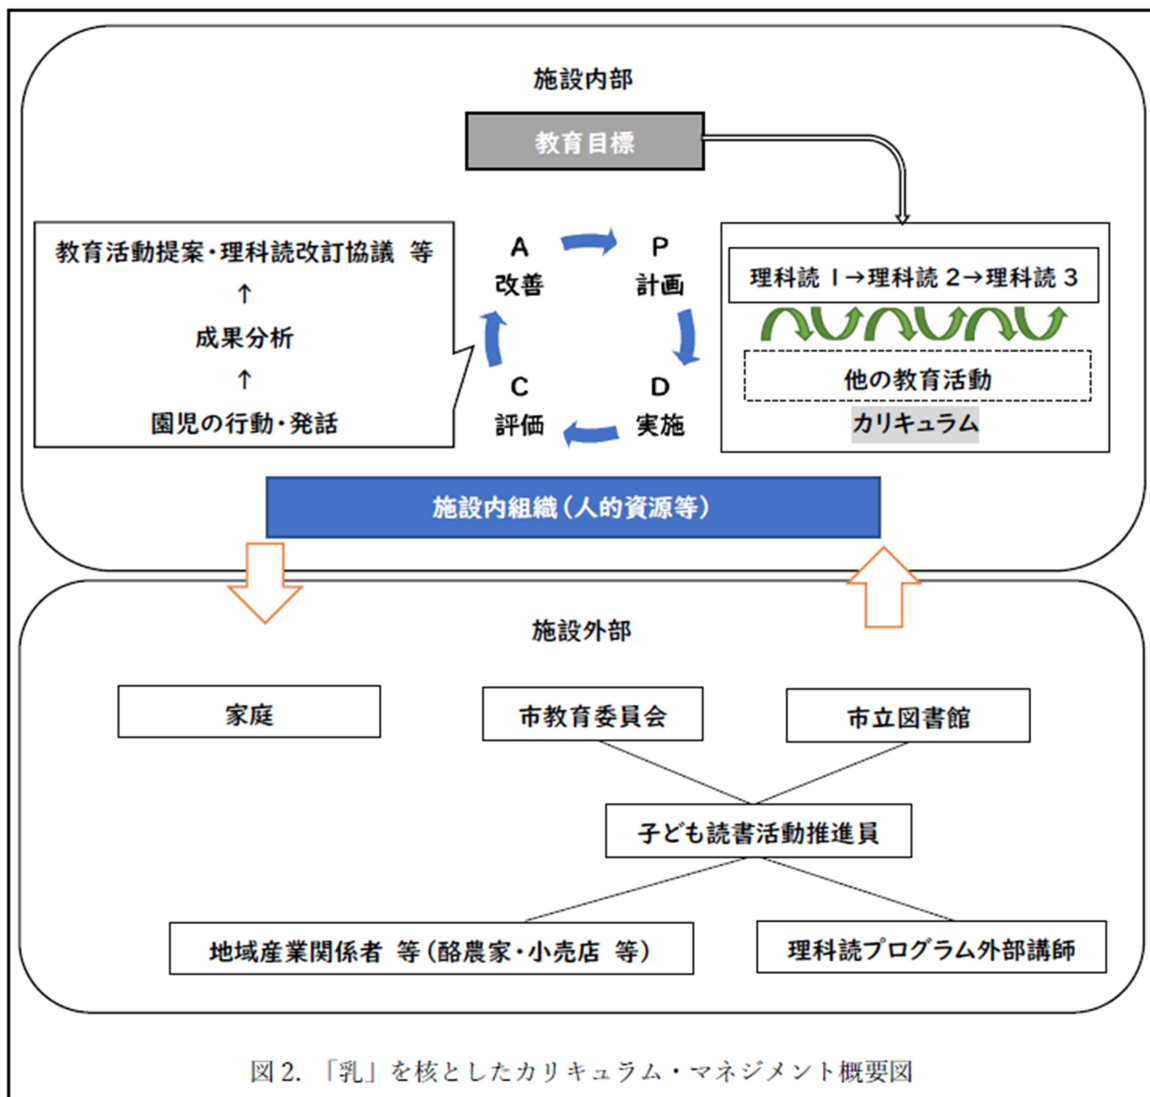 施設内部
教育目標
教育活動提案・理科読改訂協議 等
↑
成果分析
↑
園児の行動・発話
A
改善
P
計画
C
評価
D
実施
理科読1→理科読2→理科読3
他の教育活動
カリキュラム
施設内組織(人的資源等)
施設外部
家庭
市教育委員会
市立図書館
子ども読書活動推進員
地域産業関係者 等(酪農家・小売店 等)
理科読プログラム外部講師
図2. 「乳」を核としたカリキュラム・マネジメント概要図